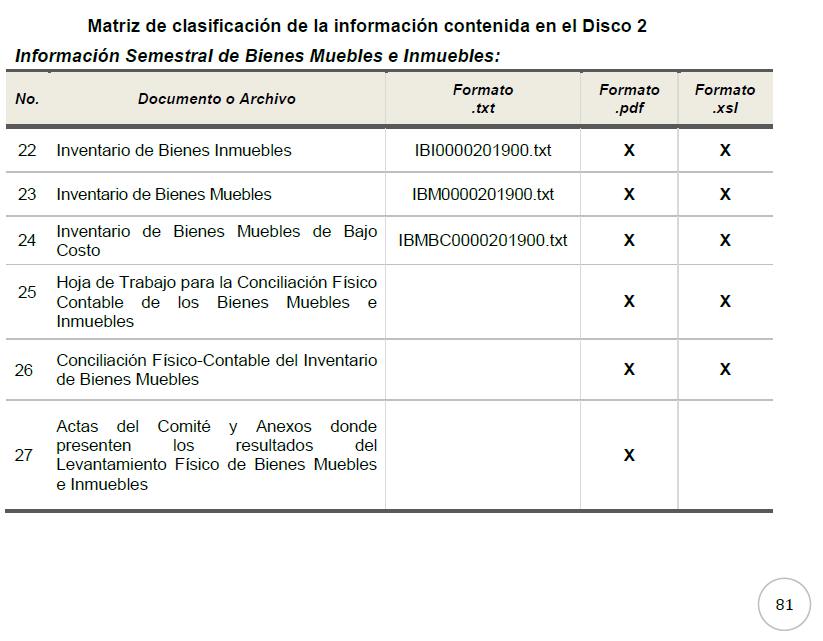 Matriz de clasificación de la información contenida en el Disco 2
Información Semestral de Bienes Muebles e Inmuebles:
No. Documento o Archivo Formato .txt Formato .pdf Formato .xsl
22 Inventario de Bienes Inmuebles IBI0000201900.txt X X
23 Inventario de Bienes Muebles IBM0000201900.txt X X
24 Inventario de Bienes Muebles de Bajo
Costo IBMBC0000201900.txt X X
25 Hoja de Trabajo para la Conciliación Físico
Contable de los Bienes Muebles e
Inmuebles X X
26 Conciliación Físico-Contable del Inventario
de Bienes Muebles X X
27 Actas del Comité y Anexos donde
presenten los resultados del
Levantamiento Físico de Bienes Muebles
e Inmuebles X
81